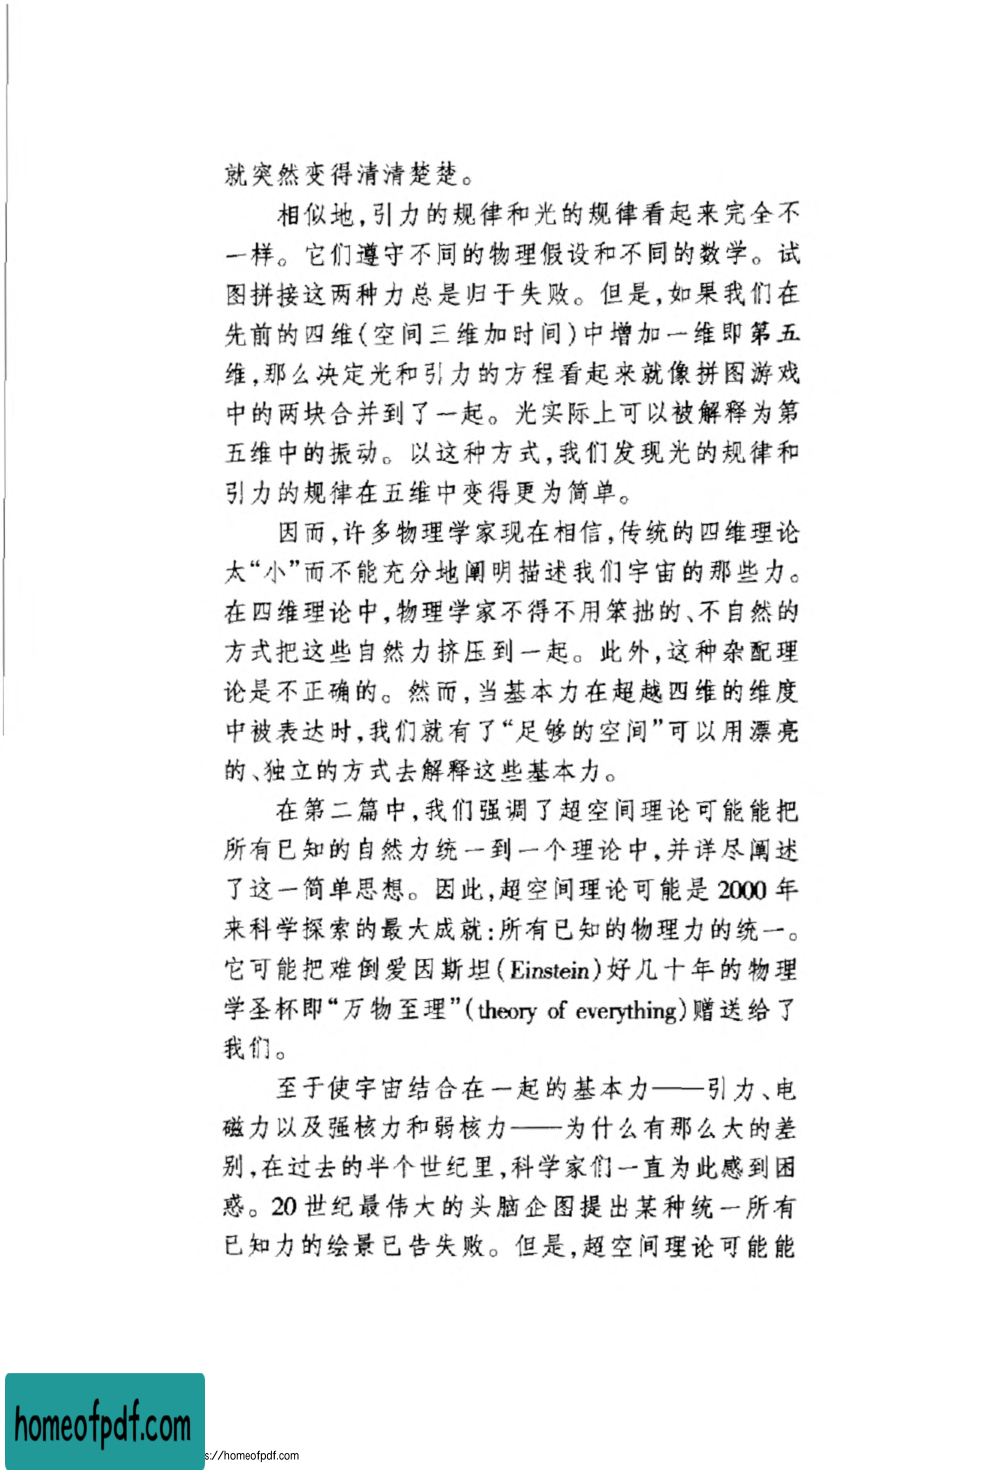 就突然变得清清楚楚。
相似地,引力的规律和光的规律看起来完全不
一样。它们遵守不同的物理假设和不同的数学。试
图拼接这两种力总是归于失败。但是,如果我们在
先前的四维(空间三维加时间)中增加一维即第五
维,那么决定光和引力的方程看起来就像拼图游戏
中的两块合并到了一起。光实际上可以被解释为第
五维中的振动。以这种方式,我们发现光的规律和
引力的规律在五维中变得更为简单。
因而,许多物理学家现在相信,传统的四维理论
太“小”而不能充分地阐明描述我们宇宙的那些力。
在四维理论中,物理学家不得不用笨拙的、不自然的
方式把这些自然力挤压到一起。此外,这种杂配理
论是不正确的。然而,当基本力在超越四维的维度
中被表达时,我们就有了“足够的空间”可以用漂亮
的、独立的方式去解释这些基本力。
在第二篇中,我们强调了超空间理论可能能把
所有已知的自然力统一到一个理论中,并详尽阐述
了这一简单思想。因此,超空间理论可能是 2000 年
来科学探索的最大成就:所有已知的物理力的统一。
它可能把难倒爱因斯坦(Einstein)好几十年的物理
学圣杯即“万物至理”(theory of everything)赠送给了
我们。
至于使宇宙结合在一起的基本力——引力、电
磁力以及强核力和弱核力——为什么有那么大的差
别,在过去的半个世纪里,科学家们一直为此感到困
惑。20 世纪最伟大的头脑企图提出某种统一所有
已知力的绘景已告失败。但是,超空间理论可能能
homeofpdf.com
s://homeofpdf.com